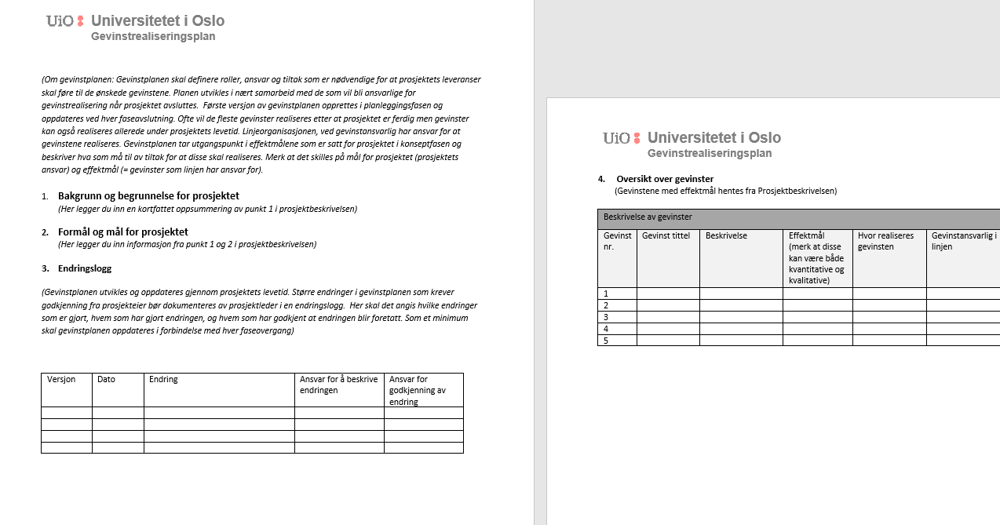 UiO Universitetet i Oslo
Gevinstrealiseringsplan
(Om gevinstplanen: Gevinstplanen skal definere roller, ansvar og tiltak som er nødvendige for at prosjektets leveranser
skal føre til de ønskede gevinstene. Planen utvikles i nært samarbeid med de som vil bli ansvarlige for
gevinstrealisering når prosjektet avsluttes.  Første versjon av gevinstplanen opprettes i planleggingsfasen og
oppdateres ved hver faseavslutning. Ofte vil de fleste gevinster realiseres etter at prosjektet er ferdig men gevinster
kan også realiseres allerede under prosjektets levetid. Linjeorganisasjonen, ved gevinstansvarlig har ansvar for at
gevinstene realiseres. Gevinstplanen tar utgangspunkt i effektmålene som er satt for prosjektet i konseptfasen og
beskriver hva som må til av tiltak for at disse skal realiseres. Merk at det skilles på mål for prosjektet (prosjektets
ansvar) og effektmål (= gevinster som linjen har ansvar for).
1. Bakgrunn og begrunnelse for prosjektet
(Her legger du inn en kortfattet oppsummering av punkt 1 i prosjektbeskrivelsen)
2. Formål og mål for prosjektet
(Her legger du inn informasjon fra punkt 1 og 2 i prosjektbeskrivelsen)
3. Endringslogg
(Gevinstplanen utvikles og oppdateres gjennom prosjektets levetid. Større endringer i gevinstplanen som krever
godkjenning fra prosjekteier bør dokumenteres av prosjektleder i en endringslogg.  Her skal det angis hvilke endringer
som er gjort, hvem som har gjort endringen, og hvem som har godkjent at endringen blir foretatt. Som et minimum
skal gevinstplanen oppdateres i forbindelse med hver faseovergang)
Versjon Dato Endring Ansvar for å beskrive Ansvar for
endringen godkjenning av
endring
UiO Universitetet i Oslo
Gevinstrealiseringsplan
4. Oversikt over gevinster
(Gevinstene med effektmål hentes fra Prosjektbeskrivelsen)
Beskrivelse av gevinster
Gevinst Gevinst tittel Beskrivelse Effektmål Hvor realiseres Gevinstansvarlig i
nr. (merk at disse gevinsten linjen
kan være både
kvantitative og
kvalitative)
1
2
3
4
5